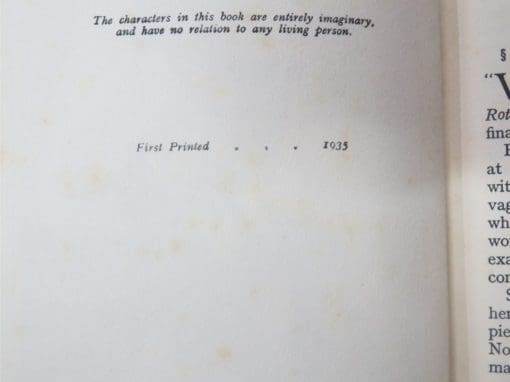 The characters in this book are entirely imaginary,
and have no relation to any living person.
First Printed . . . 1935
§
"
Rot
fina
at
wit
vag
wh
wo
exa
con
her
pie
No
ma